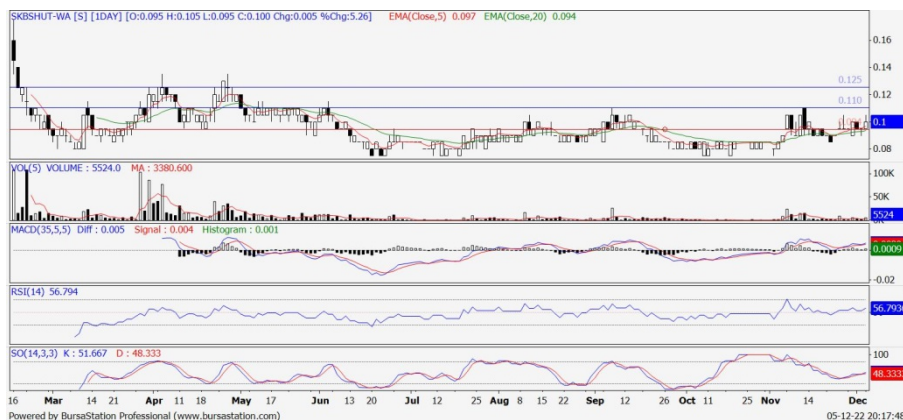 SKBSHUT-WA [S] [1DAY] [O:0.095 H:0.105 L:0.095 C:0.100 Chg:0.005 %Chg:5.26] EMA(Close,5) 0.097 EMA(Close,20) 0.094
0.16
0.125
0.12
0.110
0.1
0.08
VOL(5) VOLUME : 5524.0 MA : 3380.600
100K
50K
5524
MACD(35,5,5) Diff : 0.005 Signal : 0.004 Histogram : 0.001
0.0009
-0.02
RSI(14) 56.794
56.7936
SO(14,3,3) K : 51.667 D : 48.333
100
48.3333
16 Mar 14 24 Apr 14 25 May 17 Jun 14 20 Jul 12 25 Aug 8 15 22 Sep 13 26 Oct 11 25 Nov 14 Dec
Powered by BursaStation Professional (www.bursastation.com) 05-12-22 20:17:48